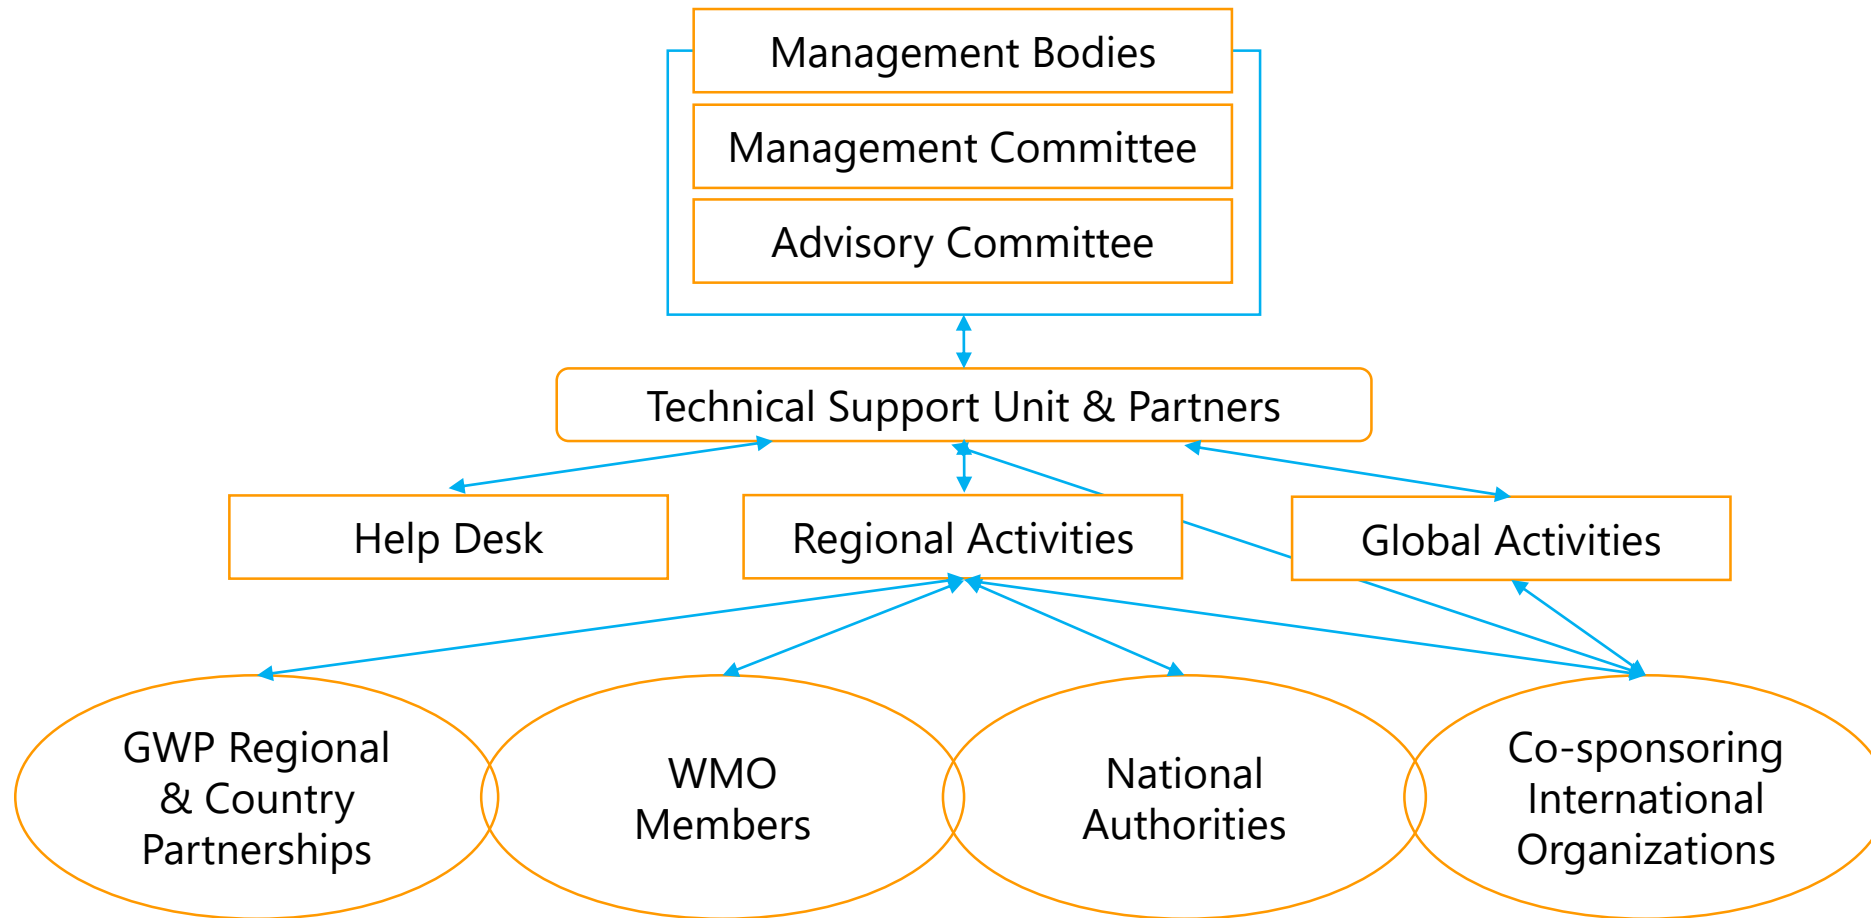 Management Bodies
Management Committee
Advisory Committee
Technical Support Unit & Partners
Help Desk
Regional Activities
Global Activities
GWP Regional
& Country
Partnerships
WMO
Members
National
Authorities
Co-sponsoring
International
Organizations